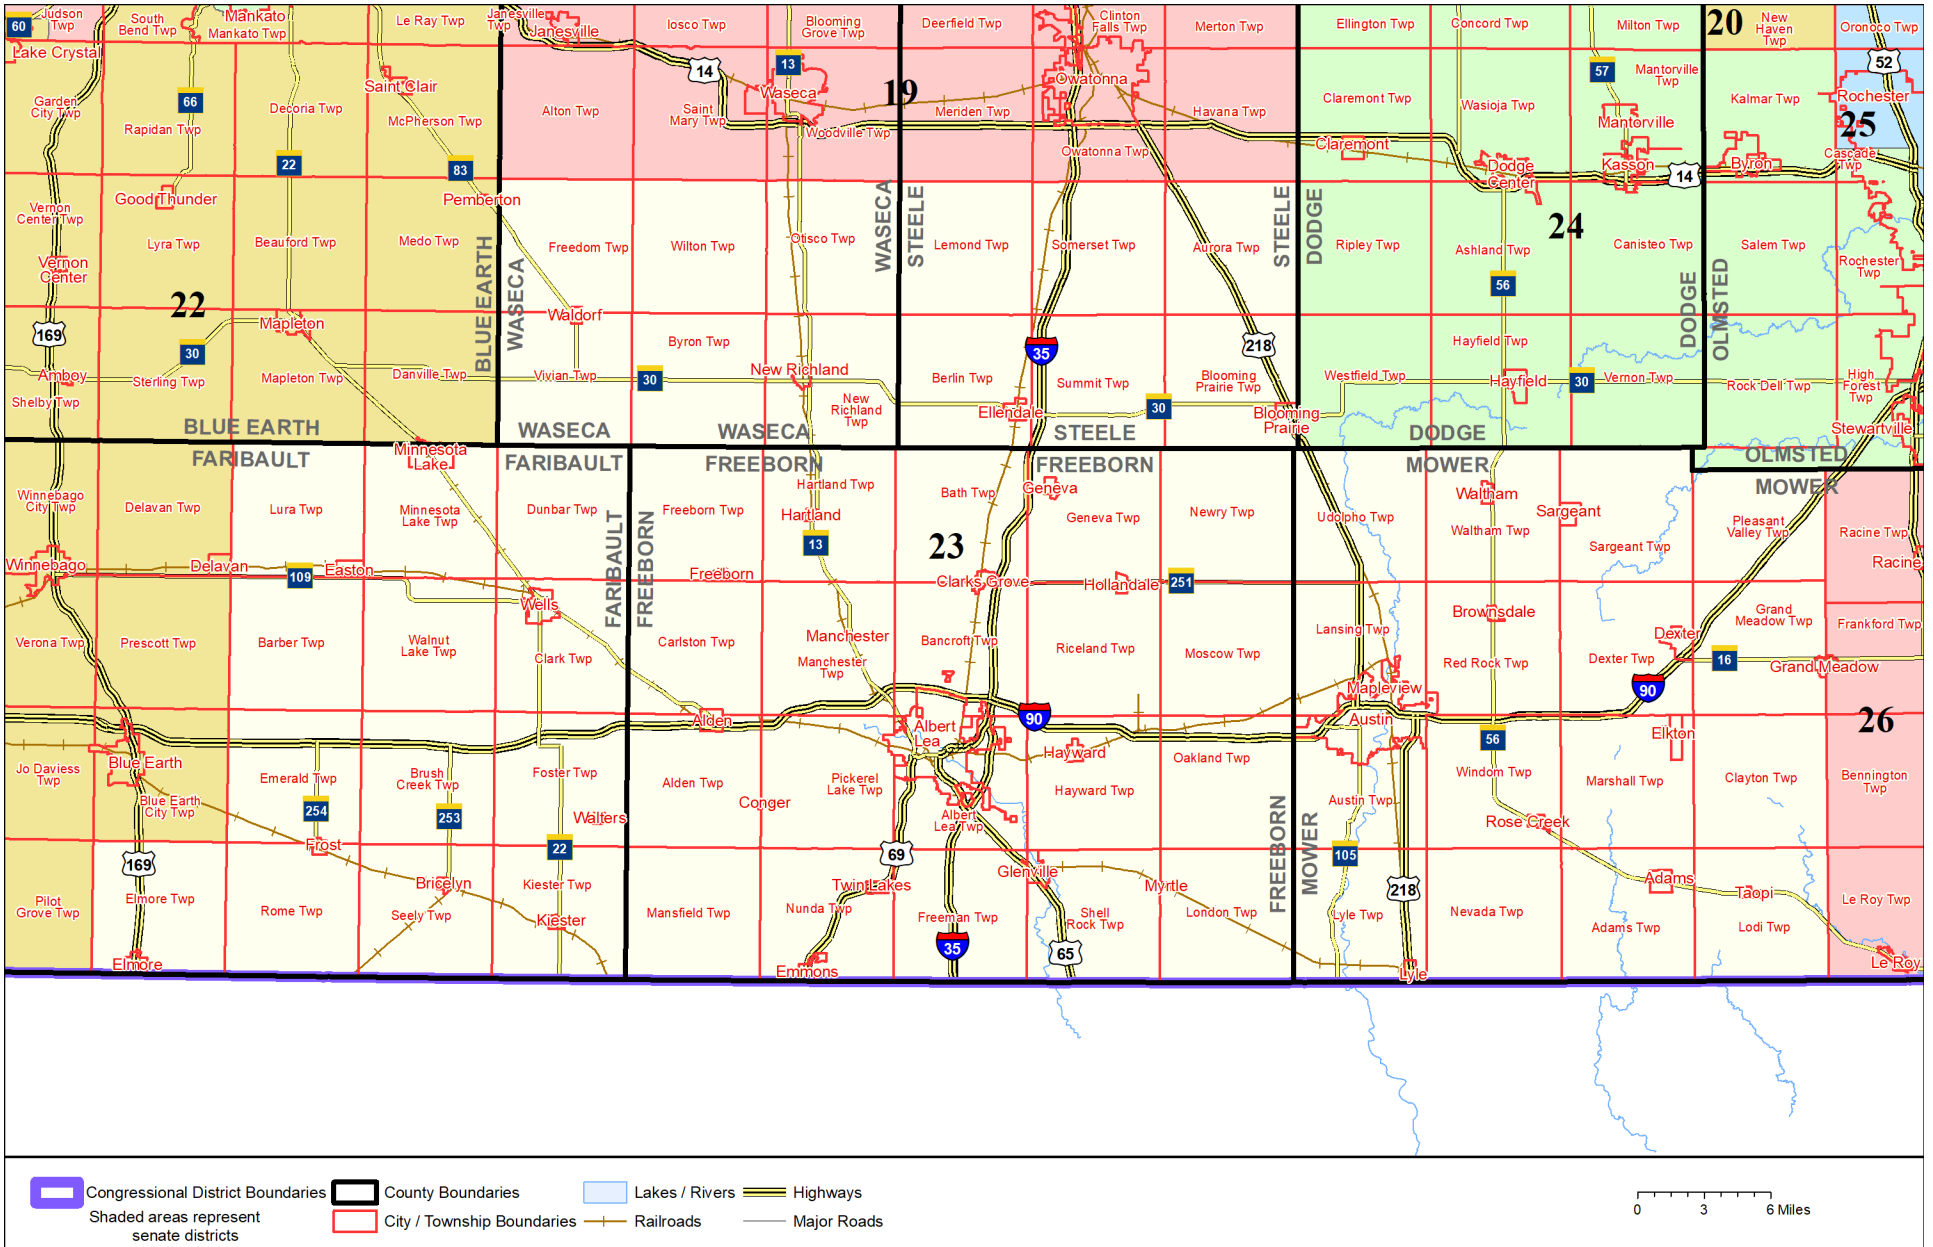 60
Judson
Twp
South
Bend Twp
Mankato
Mankato Twp
Le Ray Twp
Janesville
Twp
Janesville
Iosco Twp
Blooming
Grove Twp
Deerfield Twp
Clinton
Falls Twp
Merton Twp
Ellington Twp
Concord Twp
Milton Twp
20
New
Haven
Twp
Oronoco Twp
Lake Crystal
14
13
57
52
Garden
City Twp
66
Rapidan Twp
Decoria Twp
Saint Clair
McPherson Twp
Alton Twp
Saint
Mary Twp
Waseca
Woodville Twp
19
Meriden Twp
Owatonna
Owatonna Twp
Havana Twp
Claremont Twp
Claremont
Wasioja Twp
Mantorville
Twp
Mantorville
Kalmar Twp
Rochester
25
Cascade
Twp
22
83
Dodge
Center
Kasson
14
Byron
Good Thunder
Pemberton
Vernon
Center Twp
Lyra Twp
Beauford Twp
Medo Twp
BLUE EARTH
WASECA
Freedom Twp
Wilton Twp
Otisco Twp
WASECA
STEELE
Lemond Twp
Somerset Twp
Aurora Twp
STEELE
DODGE
Ripley Twp
Ashland Twp
24
Canisteo Twp
DODGE
OLMSTED
Salem Twp
Rochester
Twp
Vernon
Center
22
56
169
Mapleton
30
Waldorf
Byron Twp
35
218
Hayfield Twp
Amboy
Sterling Twp
Mapleton Twp
Danville Twp
Vivian Twp
30
New Richland
New
Richland
Twp
Berlin Twp
Ellendale
Summit Twp
30
Blooming
Prairie Twp
Blooming
Prairie
Westfield Twp
Hayfield
30
Vernon Twp
Rock Dell Twp
High
Forest
Twp
Shelby Twp
Stewartville
BLUE EARTH
WASECA
WASECA
STEELE
DODGE
OLMSTED
FARIBAULT
Minnesota
Lake
FARIBAULT
FREEBORN
FREEBORN
MOWER
MOWER
Winnebago
City Twp
Delavan Twp
Lura Twp
Minnesota
Lake Twp
Dunbar Twp
FARIBAULT
FREEBORN
Freeborn Twp
Hartland Twp
Hartland
13
Bath Twp
23
Geneva
Geneva Twp
Newry Twp
Udolpho Twp
Waltham
Waltham Twp
Sargeant
Sargeant Twp
Pleasant
Valley Twp
Racine Twp
Racine
Winnebago
Delavan
109
Easton
Wells
Freeborn
Clarks Grove
Hollandale
251
Brownsdale
Grand
Meadow Twp
Frankford Twp
Verona Twp
Prescott Twp
Barber Twp
Walnut
Lake Twp
Clark Twp
Carlston Twp
Manchester
Manchester
Twp
Bancroft Twp
Riceland Twp
Moscow Twp
Lansing Twp
Red Rock Twp
Dexter
Dexter Twp
16
Grand Meadow
90
Mapleview
Austin
Alden
Albert
Lea
90
Hayward
Oakland Twp
56
Elkton
26
Jo Daviess
Twp
Blue Earth
Blue Earth
City Twp
Emerald Twp
Brush
Creek Twp
Foster Twp
Alden Twp
Conger
Pickerel
Lake Twp
Albert
Lea Twp
Hayward Twp
Austin Twp
Windom Twp
Marshall Twp
Clayton Twp
Bennington
Twp
254
253
Walters
Rose Creek
Frost
22
69
FREEBORN
MOWER
105
169
Bricelyn
Kiester Twp
Twin Lakes
Glenville
Myrtle
218
Adams
Taopi
Pilot
Grove Twp
Elmore Twp
Rome Twp
Seely Twp
Kiester
Mansfield Twp
Nunda Twp
Freeman Twp
Shell
Rock Twp
London Twp
Lyle Twp
Nevada Twp
Adams Twp
Lodi Twp
Le Roy Twp
35
65
Elmore
Emmons
Lyle
Le Roy
Congressional District Boundaries
County Boundaries
Lakes / Rivers
Highways
Shaded areas represent
senate districts
City / Township Boundaries
Railroads
Major Roads
0 3 6 Miles